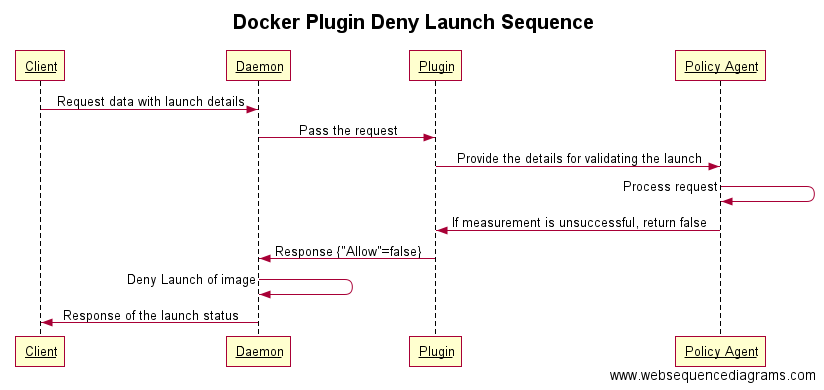 Docker Plugin Deny Launch Sequence
Client Daemon Plugin Policy Agent
Request data with launch details
Pass the request
Provide the details for validating the launch
Process request
If measurement is unsuccessful, return false
Response {"Allow"=false}
Deny Launch of image
Response of the launch status
Client Daemon Plugin Policy Agent
www.websequencediagrams.com